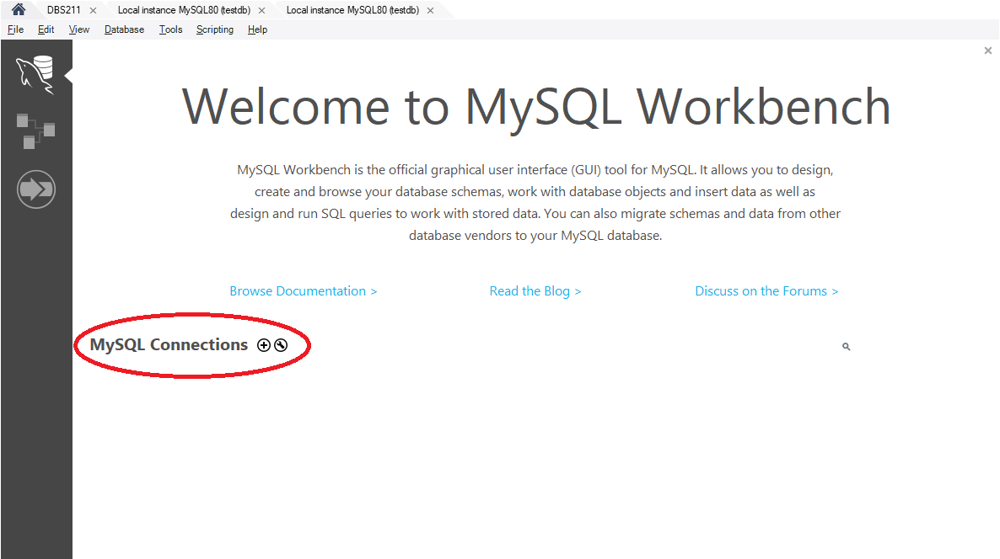 DBS211 Local instance MySQL80 (testdb) Local instance MySQL80 (testdb)
File Edit View Database Tools Scripting Help
Welcome to MySQL Workbench
MySQL Workbench is the official graphical user interface (GUI) tool for MySQL. It allows you to design,
create and browse your database schemas, work with database objects and insert data as well as
design and run SQL queries to work with stored data. You can also migrate schemas and data from other
database vendors to your MySQL database.
Browse Documentation > Read the Blog > Discuss on the Forums >
MySQL Connections